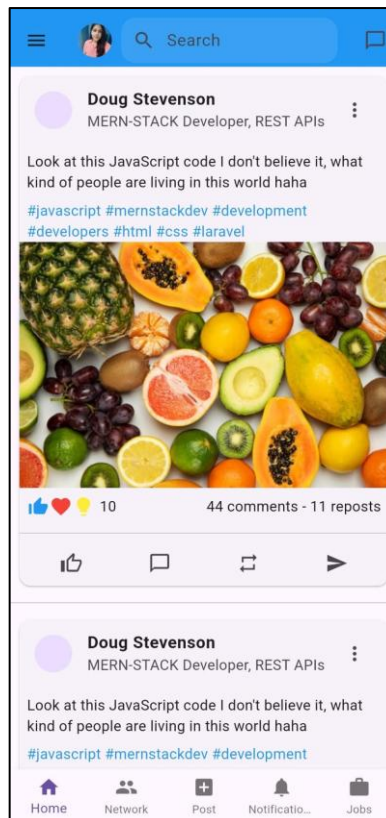 Search
Doug Stevenson
MERN-STACK Developer, REST APIs
Look at this JavaScript code I don't believe it, what
kind of people are living in this world haha
#javascript #mernstackdev #development
#developers #html #css #laravel
10
44 comments - 11 reposts
Doug Stevenson
MERN-STACK Developer, REST APIs
Look at this JavaScript code I don't believe it, what
kind of people are living in this world haha
#javascript #mernstackdev #development
Home Network Post Notificatio... Jobs